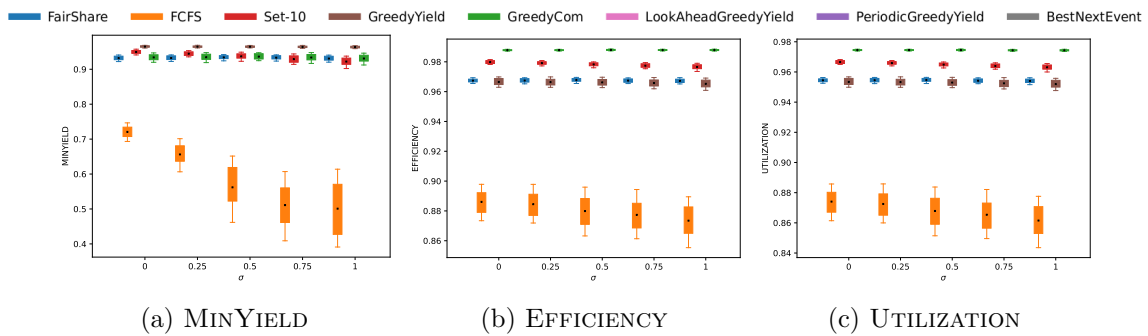 FairShare FCFS Set-10 GreedyYield GreedyCom LookAheadGreedyYield PeriodicGreedyYield BestNextEvent
MINYIELD
0.9
0.8
0.7
0.6
0.5
0.4
0 0.25 0.5 0.75 1
σ
(a) MINYIELD
EFFICIENCY
0.98
0.96
0.94
0.92
0.90
0.88
0.86
0 0.25 0.5 0.75 1
σ
(b) EFFICIENCY
UTILIZATION
0.98
0.96
0.94
0.92
0.90
0.88
0.86
0.84
0 0.25 0.5 0.75 1
σ
(c) UTILIZATION